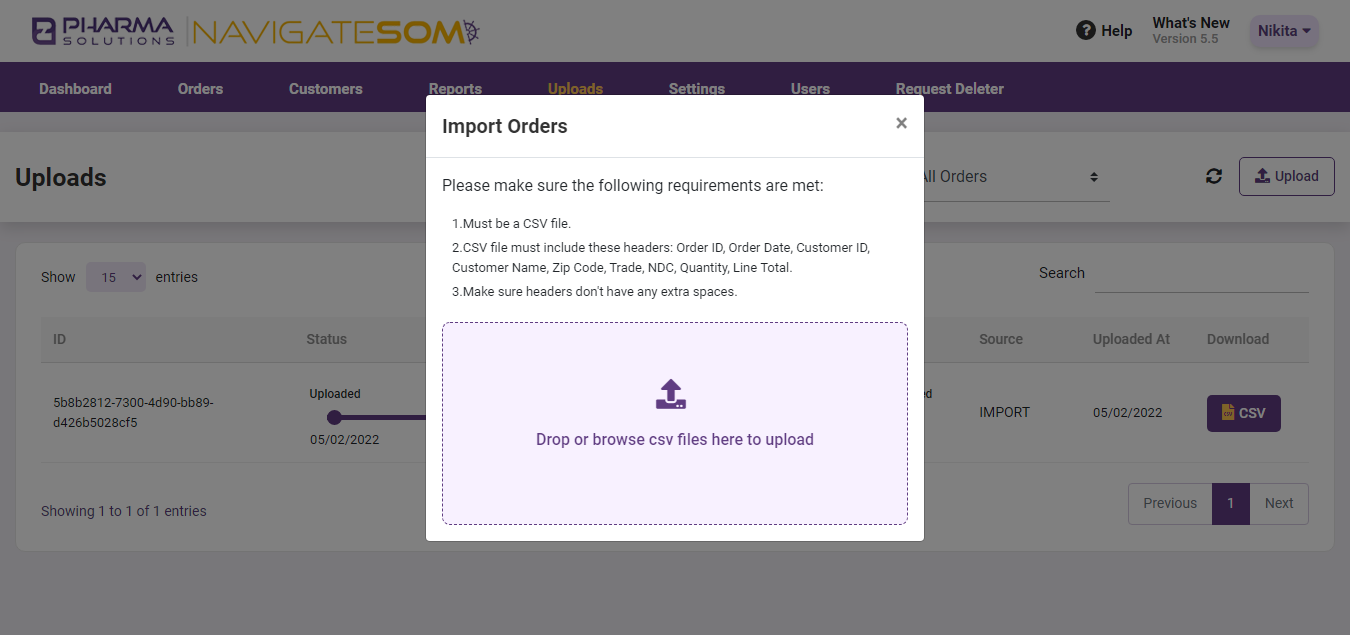 PHARMA SOLUTIONS
NAVIGATESOM
Help
What's New
Version 5.5
Nikita
Dashboard
Orders
Customers
Reports
Uploads
Settings
Users
Request Deleter
Import Orders
×
Please make sure the following requirements are met:
1.Must be a CSV file.
2.CSV file must include these headers: Order ID, Order Date, Customer ID,
Customer Name, Zip Code, Trade, NDC, Quantity, Line Total.
3.Make sure headers don't have any extra spaces.
Drop or browse csv files here to upload
Uploads
All Orders
Upload
Show 15 entries
Search
ID
Status
Source
Uploaded At
Download
5b8b2812-7300-4d90-bb89-
d426b5028cf5
Uploaded
05/02/2022
ed
IMPORT
05/02/2022
CSV
Showing 1 to 1 of 1 entries
Previous
1
Next